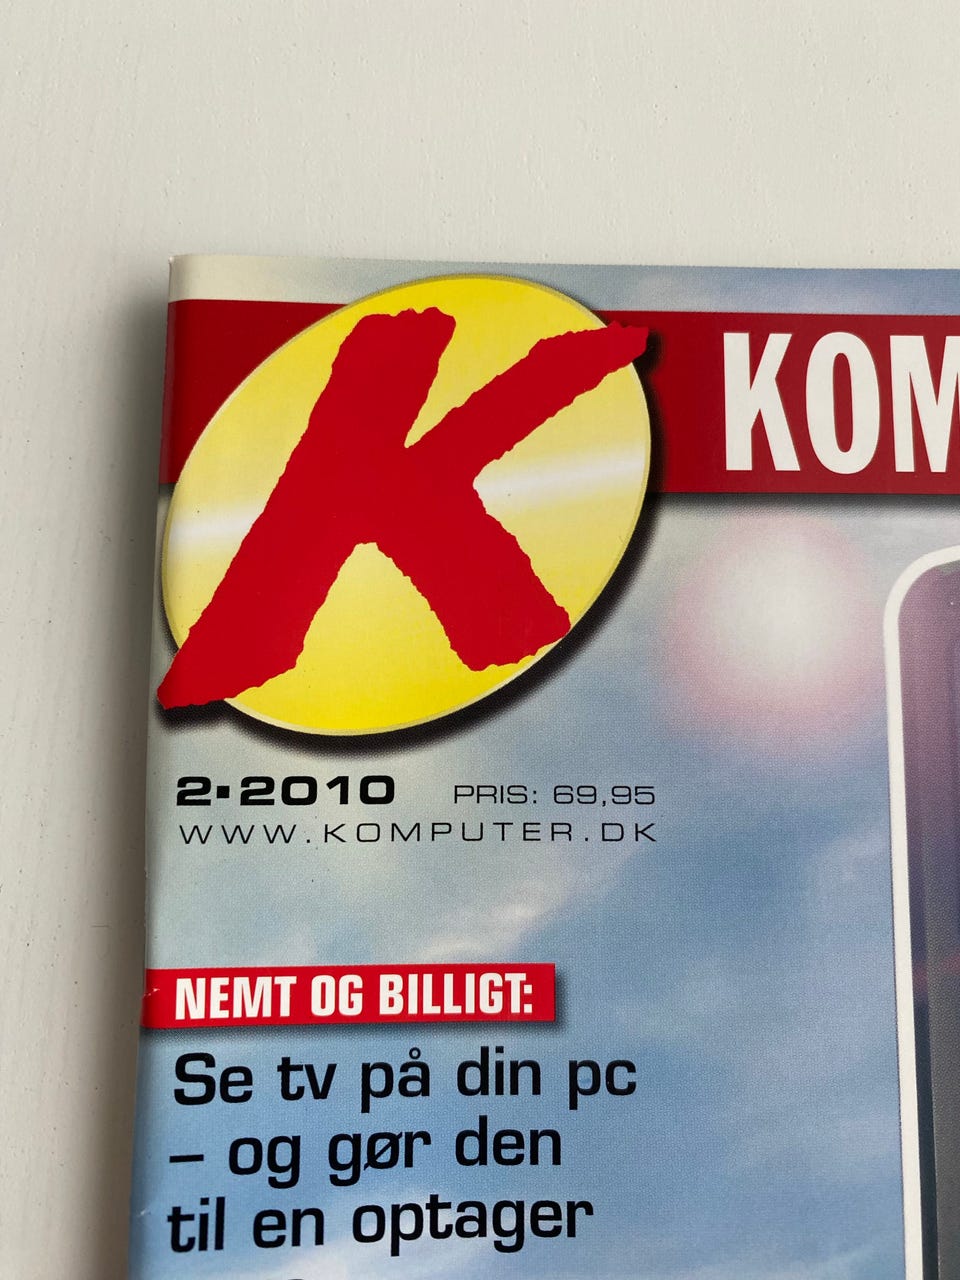 K
KOM
2·2010 PRIS: 69,95
WWW.KOMPUTER.DK
NEMT OG BILLIGT:
Se tv på din pc
– og gør den
til en optager